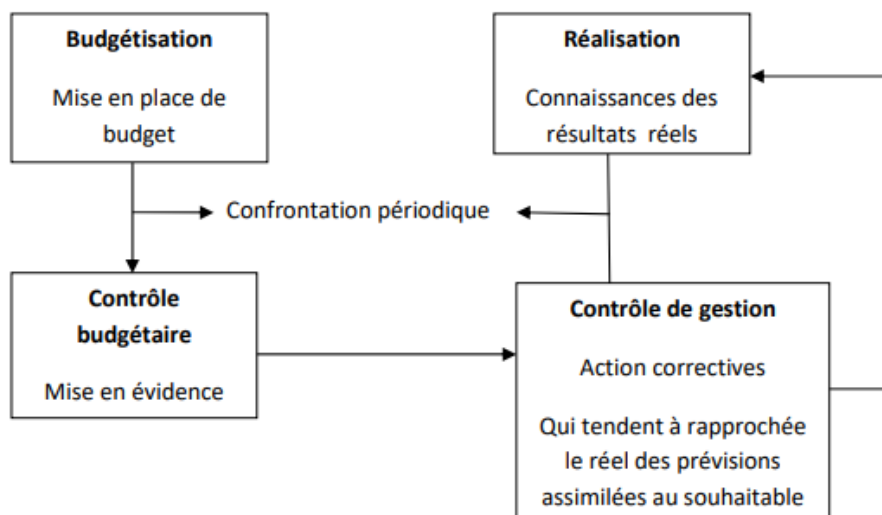 Budgétisation
Mise en place de
budget
Réalisation
Connaissances des
résultats réels
Confrontation périodique
Contrôle
budgétaire
Mise en évidence
Contrôle de gestion
Action correctives
Qui tendent à rapprochée
le réel des prévisions
assimilées au souhaitable